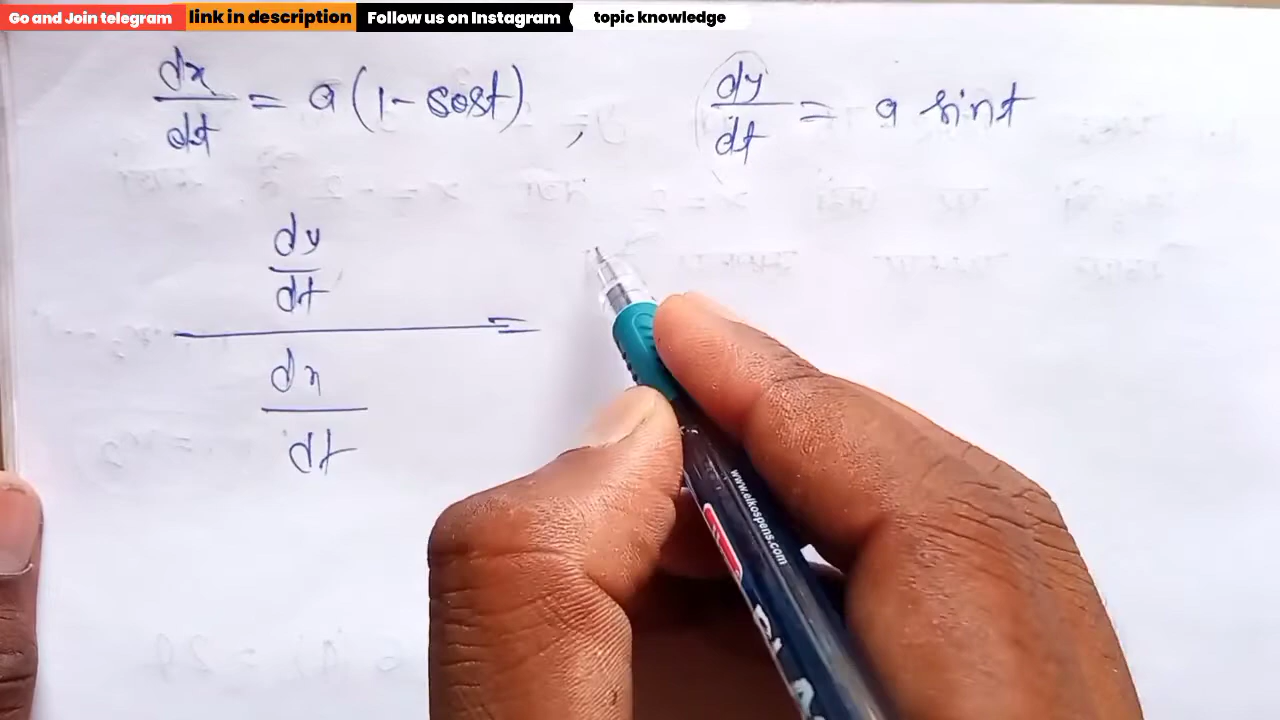 Go and Join telegram link in description Follow us on Instagram topic knowledge
dx/dt = a(1-cost), dy/dt = a sint
dy/dt
dx/dt =
www.elkospens.com